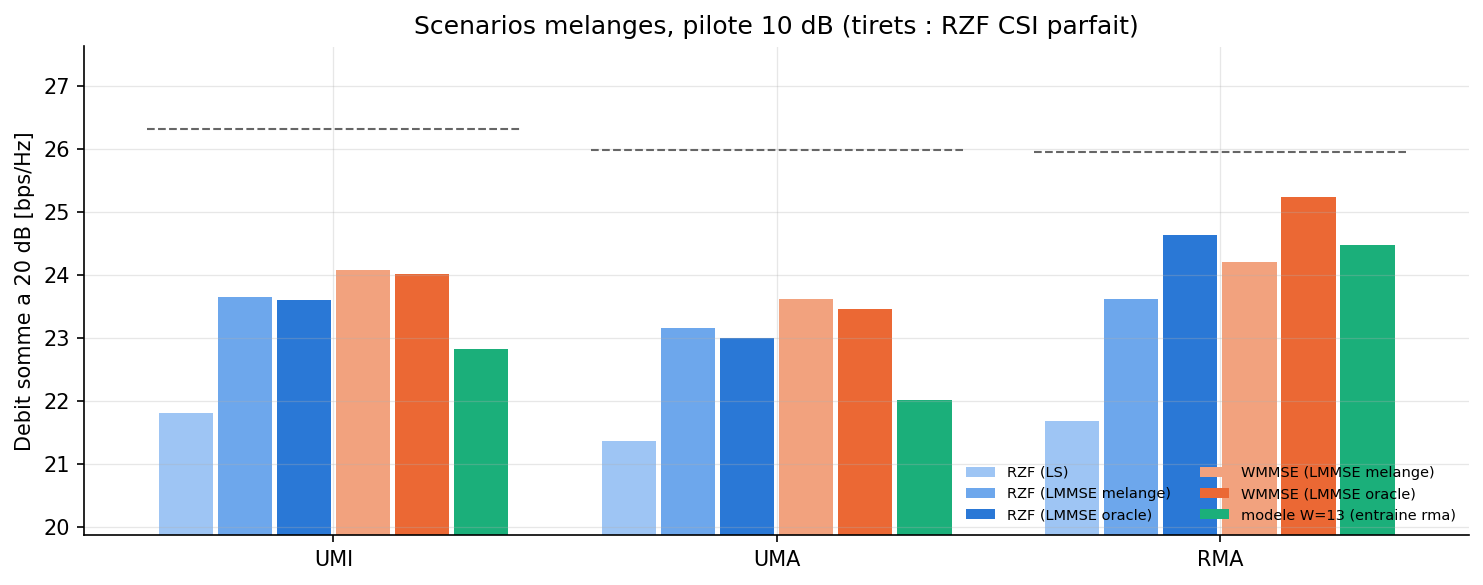 Scenarios melanges, pilote 10 dB (tirets : RZF CSI parfait)
Debit somme a 20 dB [bps/Hz]
27
26
25
24
23
22
21
20
UMI
UMA
RMA
RZF (LS)
RZF (LMMSE melange)
RZF (LMMSE oracle)
WMMSE (LMMSE melange)
WMMSE (LMMSE oracle)
modele W=13 (entraine rma)